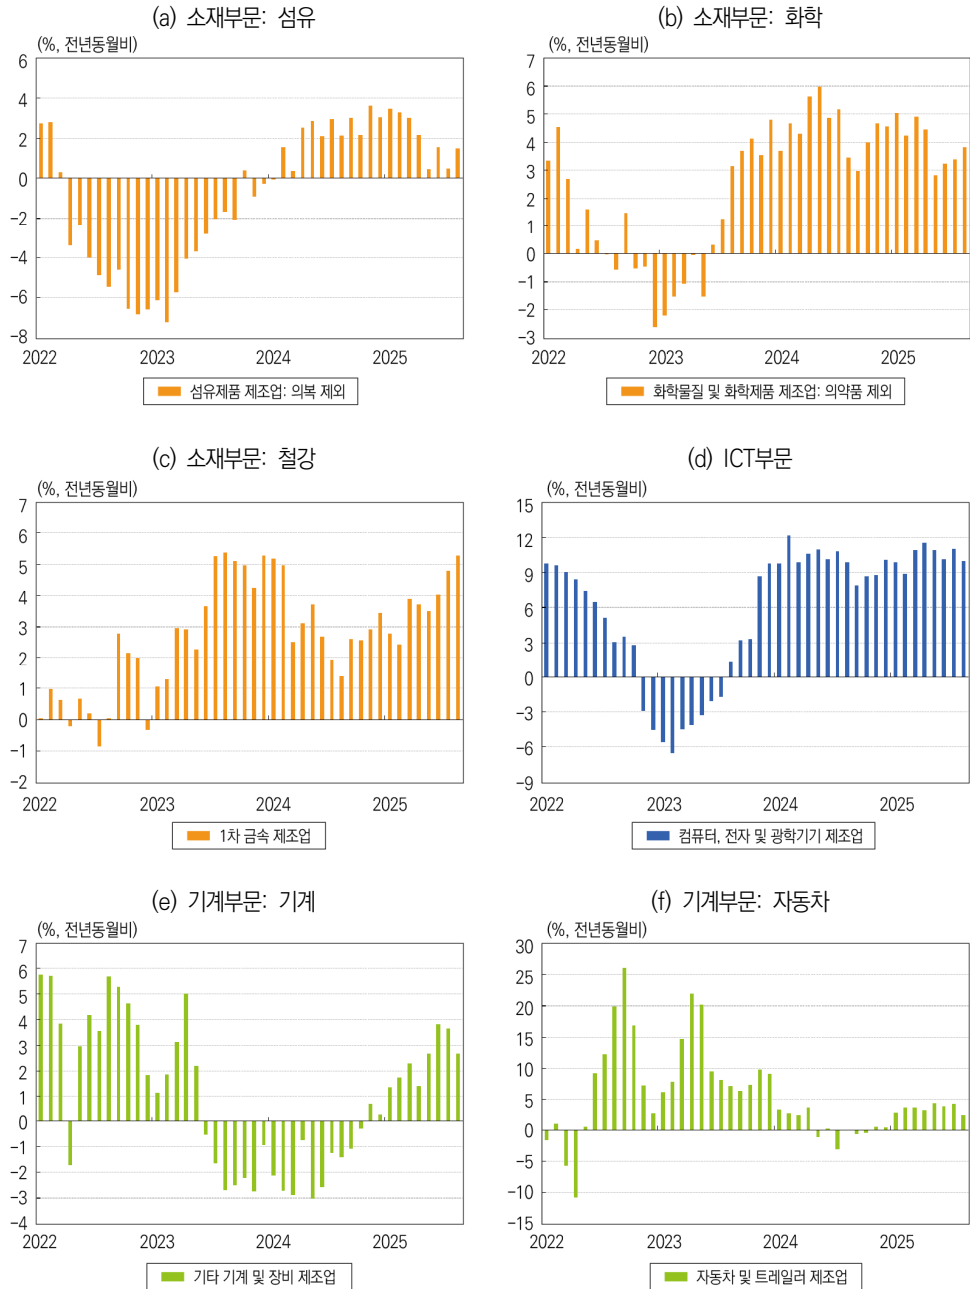 (a) 소재부문: 섬유
(%, 전년동월비)
6
4
2
0
−2
−4
−6
−8
2022 2023 2024 2025
섬유제품 제조업: 의복 제외
(b) 소재부문: 화학
(%, 전년동월비)
7
6
5
4
3
2
1
0
−1
−2
−3
2022 2023 2024 2025
화학물질 및 화학제품 제조업: 의약품 제외
(c) 소재부문: 철강
(%, 전년동월비)
7
6
5
4
3
2
1
0
−1
−2
2022 2023 2024 2025
1차 금속 제조업
(d) ICT부문
(%, 전년동월비)
15
12
9
6
3
0
−3
−6
−9
2022 2023 2024 2025
컴퓨터, 전자 및 광학기기 제조업
(e) 기계부문: 기계
(%, 전년동월비)
7
6
5
4
3
2
1
0
−1
−2
−3
−4
2022 2023 2024 2025
기타 기계 및 장비 제조업
(f) 기계부문: 자동차
(%, 전년동월비)
30
25
20
15
10
5
0
−5
−10
−15
2022 2023 2024 2025
자동차 및 트레일러 제조업